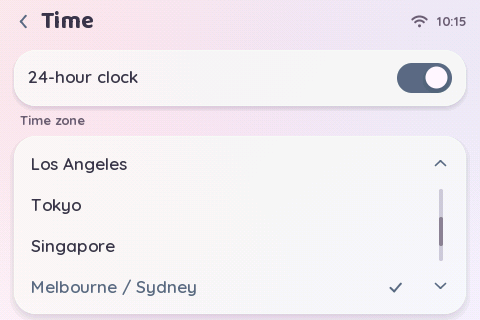 Time
10:15
24-hour clock
Time zone
Los Angeles
Tokyo
Singapore
Melbourne / Sydney